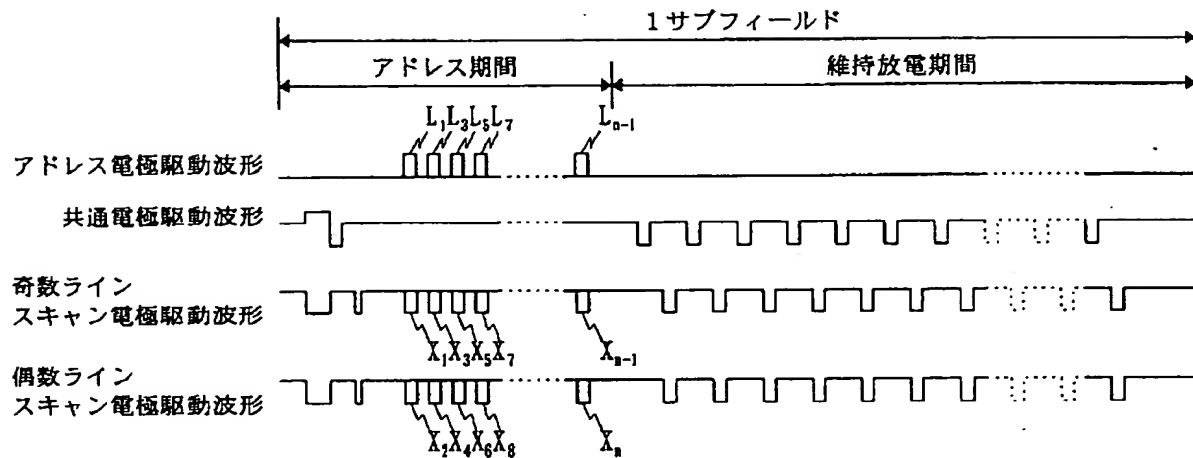 1サブフィールド
アドレス期間
維持放電期間
L₁L₃L₅L₇
Lₙ₋₁
アドレス電極駆動波形
共通電極駆動波形
奇数ライン
スキャン電極駆動波形
X₁X₃X₅X₇
Xₙ₋₁
偶数ライン
スキャン電極駆動波形
X₂X₄X₆X₈
Xₙ